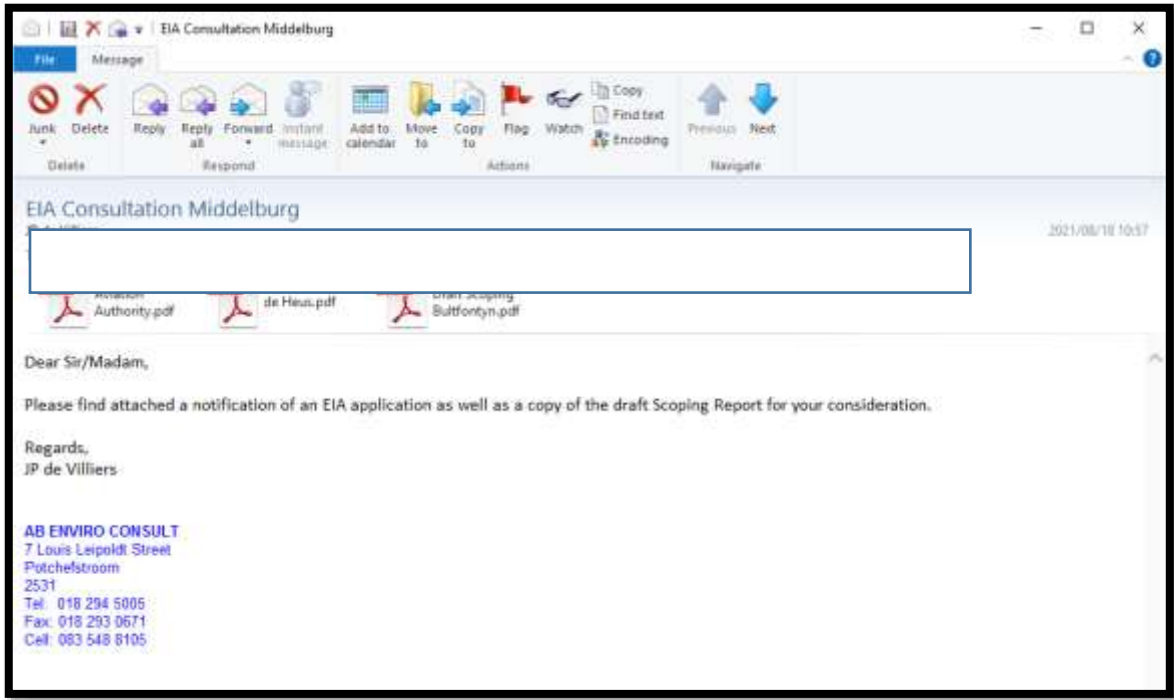 EIA Consultation Middelburg
File Message
Junk Delete Reply Reply all Forward Instant message Add to calendar Move to Copy to Flag Watch Copy Find text Encoding Previous Next
Delete Respond Actions Navigate
EIA Consultation Middelburg
2021/08/18 10:57
Aviation Authority.pdf
de Heus.pdf
Draft Scoping Bultfontyn.pdf
Dear Sir/Madam,
Please find attached a notification of an EIA application as well as a copy of the draft Scoping Report for your consideration.
Regards,
JP de Villiers
AB ENVIRO CONSULT
7 Louis Leipoldt Street
Potchefstroom
2531
Tel: 018 294 5005
Fax: 018 293 0671
Cell: 083 548 8105